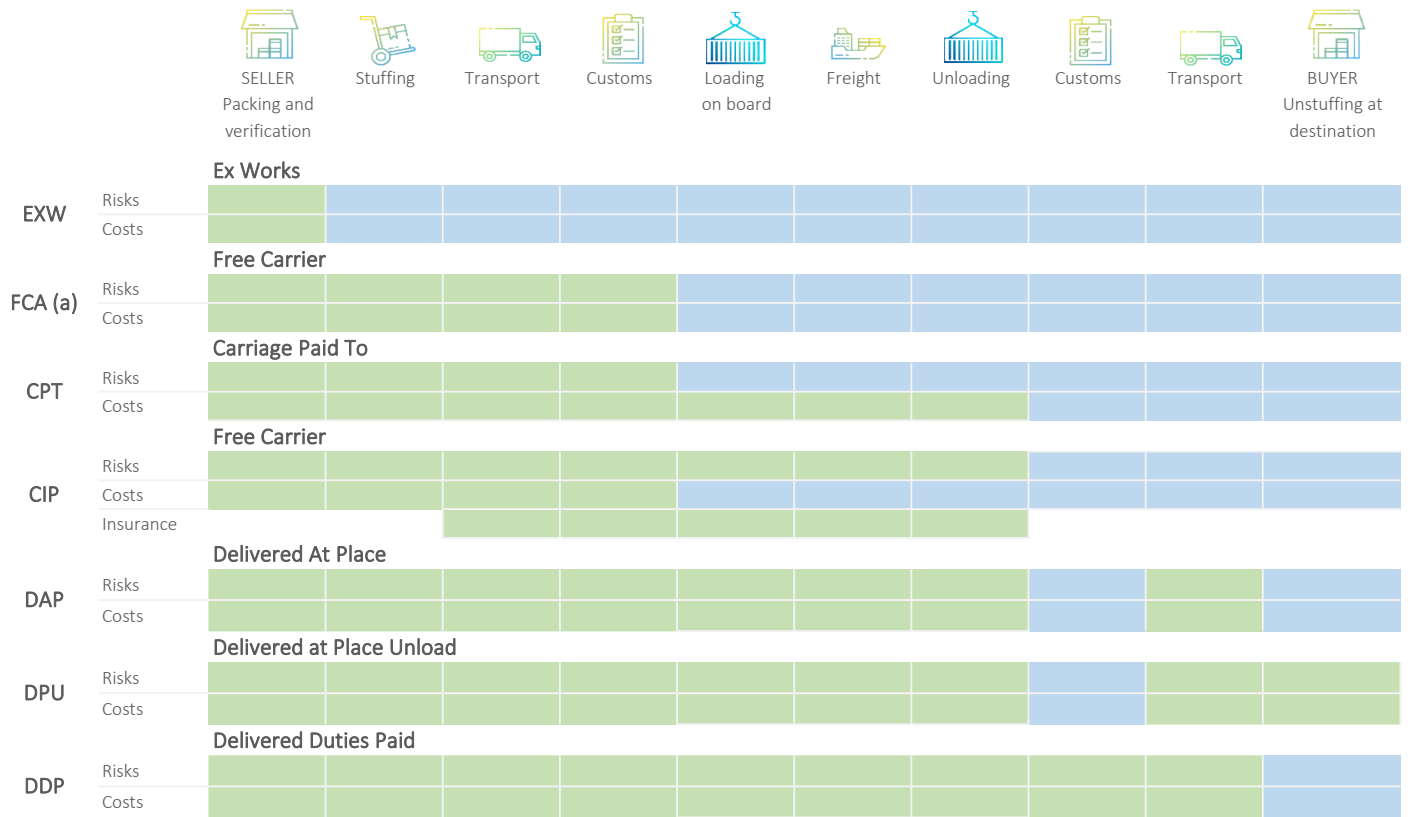 SELLER
Packing and
verification
Stuffing
Transport
Customs
Loading
on board
Freight
Unloading
Customs
Transport
BUYER
Unstuffing at
destination
Ex Works
EXW
Risks
Costs
Free Carrier
FCA (a)
Risks
Costs
Carriage Paid To
CPT
Risks
Costs
Free Carrier
CIP
Risks
Costs
Insurance
Delivered At Place
DAP
Risks
Costs
Delivered at Place Unload
DPU
Risks
Costs
Delivered Duties Paid
DDP
Risks
Costs